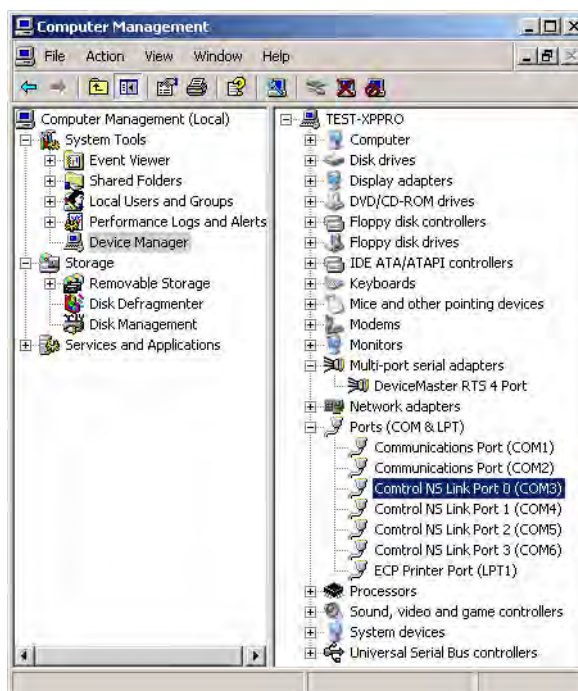 Computer Management
File Action View Window Help
Computer Management (Local)
System Tools
Event Viewer
Shared Folders
Local Users and Groups
Performance Logs and Alerts
Device Manager
Storage
Removable Storage
Disk Defragmenter
Disk Management
Services and Applications
TEST-XPPRO
Computer
Disk drives
Display adapters
DVD/CD-ROM drives
Floppy disk controllers
Floppy disk drives
IDE ATA/ATAPI controllers
Keyboards
Mice and other pointing devices
Modems
Monitors
Multi-port serial adapters
DeviceMaster RTS 4 Port
Network adapters
Ports (COM & LPT)
Communications Port (COM1)
Communications Port (COM2)
Comtrol NS Link Port 0 (COM3)
Comtrol NS Link Port 1 (COM4)
Comtrol NS Link Port 2 (COM5)
Comtrol NS Link Port 3 (COM6)
ECP Printer Port (LPT1)
Processors
Sound, video and game controllers
System devices
Universal Serial Bus controllers